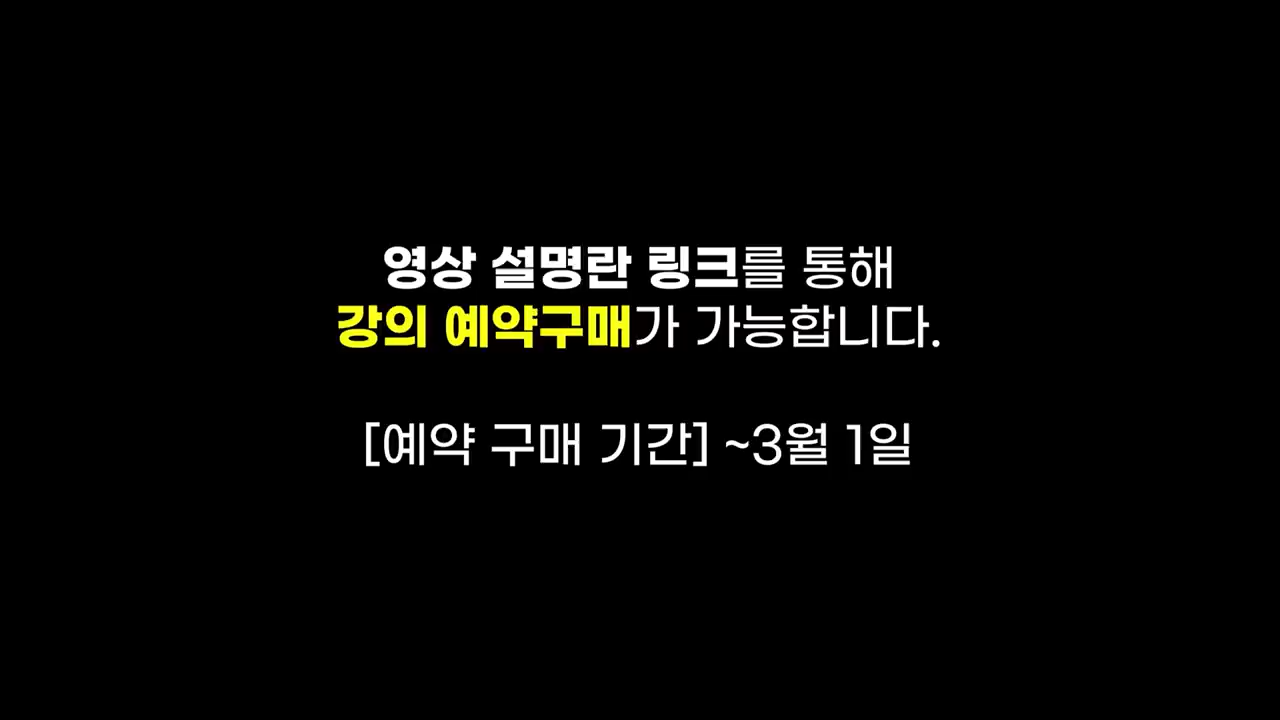 영상 설명란 링크를 통해
강의 예약구매가 가능합니다.
[예약 구매 기간] ~3월 1일